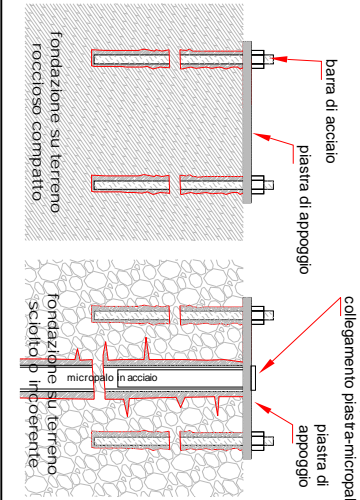 barra di acciaio
piastra di appoggio
fondazione su terreno
roccioso compatto
collegamento piastra-micropalo
piastra di
appoggio
micropalo in acciaio
fondazione su terreno
sciolto o incoerente